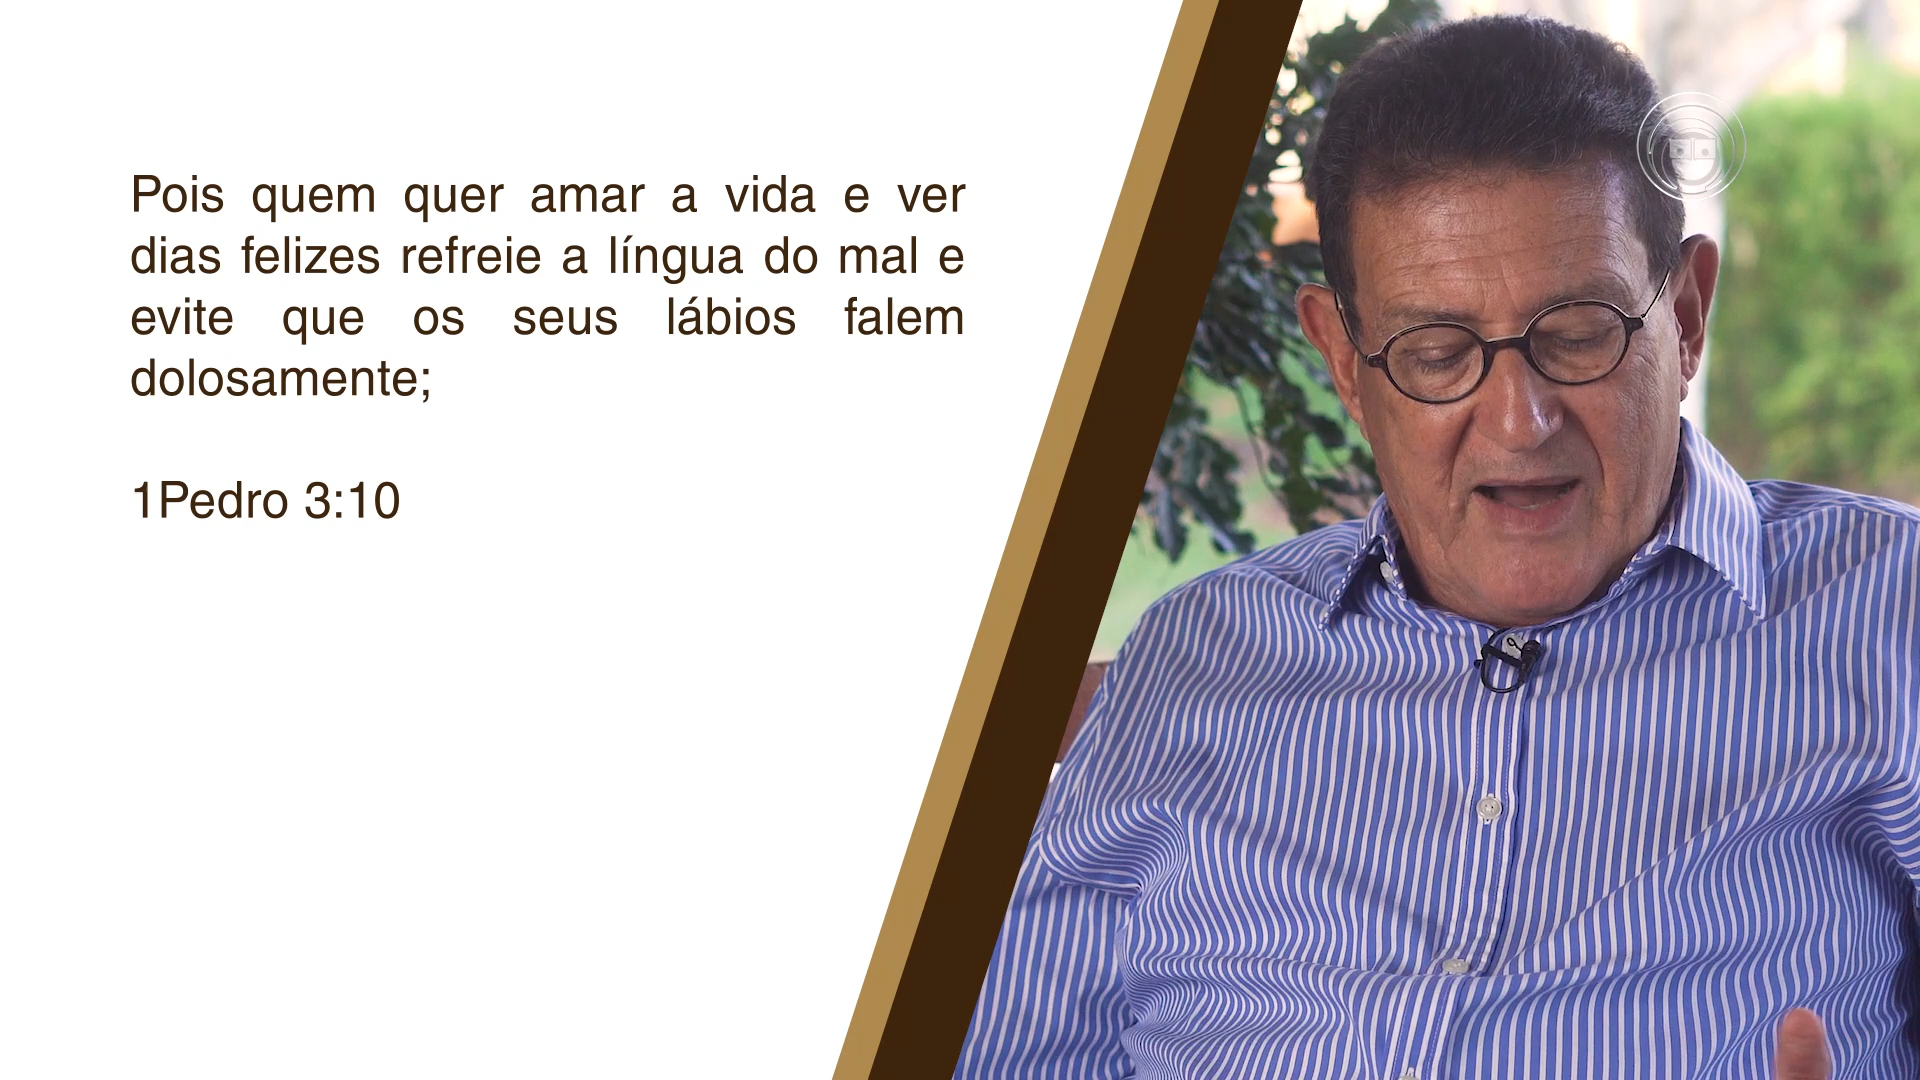 Pois quem quer amar a vida e ver
dias felizes refreie a língua do mal e
evite que os seus lábios falem
dolosamente;
1Pedro 3:10